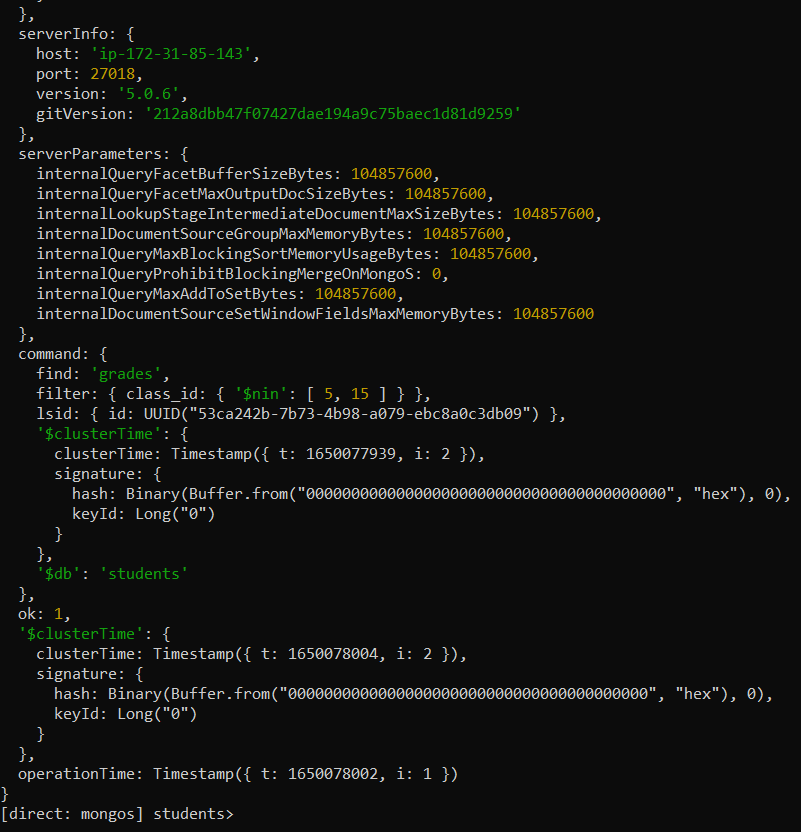 },
serverInfo: {
host: 'ip-172-31-85-143',
port: 27018,
version: '5.0.6',
gitVersion: '212a8dbb47f07427dae194a9c75baec1d81d9259'
},
serverParameters: {
internalQueryFacetBufferSizeBytes: 104857600,
internalQueryFacetMaxOutputDocSizeBytes: 104857600,
internalLookupStageIntermediateDocumentMaxSizeBytes: 104857600,
internalDocumentSourceGroupMaxMemoryBytes: 104857600,
internalQueryMaxBlockingSortMemoryUsageBytes: 104857600,
internalQueryProhibitBlockingMergeOnMongoS: 0,
internalQueryMaxAddToSetBytes: 104857600,
internalDocumentSourceSetWindowFieldsMaxMemoryBytes: 104857600
},
command: {
find: 'grades',
filter: { class_id: { '$nin': [ 5, 15 ] } },
lsid: { id: UUID("53ca242b-7b73-4b98-a079-ebc8a0c3db09") },
'$clusterTime': {
clusterTime: Timestamp({ t: 1650077939, i: 2 }),
signature: {
hash: Binary(Buffer.from("0000000000000000000000000000000000000000", "hex"), 0),
keyId: Long("0")
}
},
'$db': 'students'
},
ok: 1,
'$clusterTime': {
clusterTime: Timestamp({ t: 1650078004, i: 2 }),
signature: {
hash: Binary(Buffer.from("0000000000000000000000000000000000000000", "hex"), 0),
keyId: Long("0")
}
},
operationTime: Timestamp({ t: 1650078002, i: 1 })
}
[direct: mongos] students>